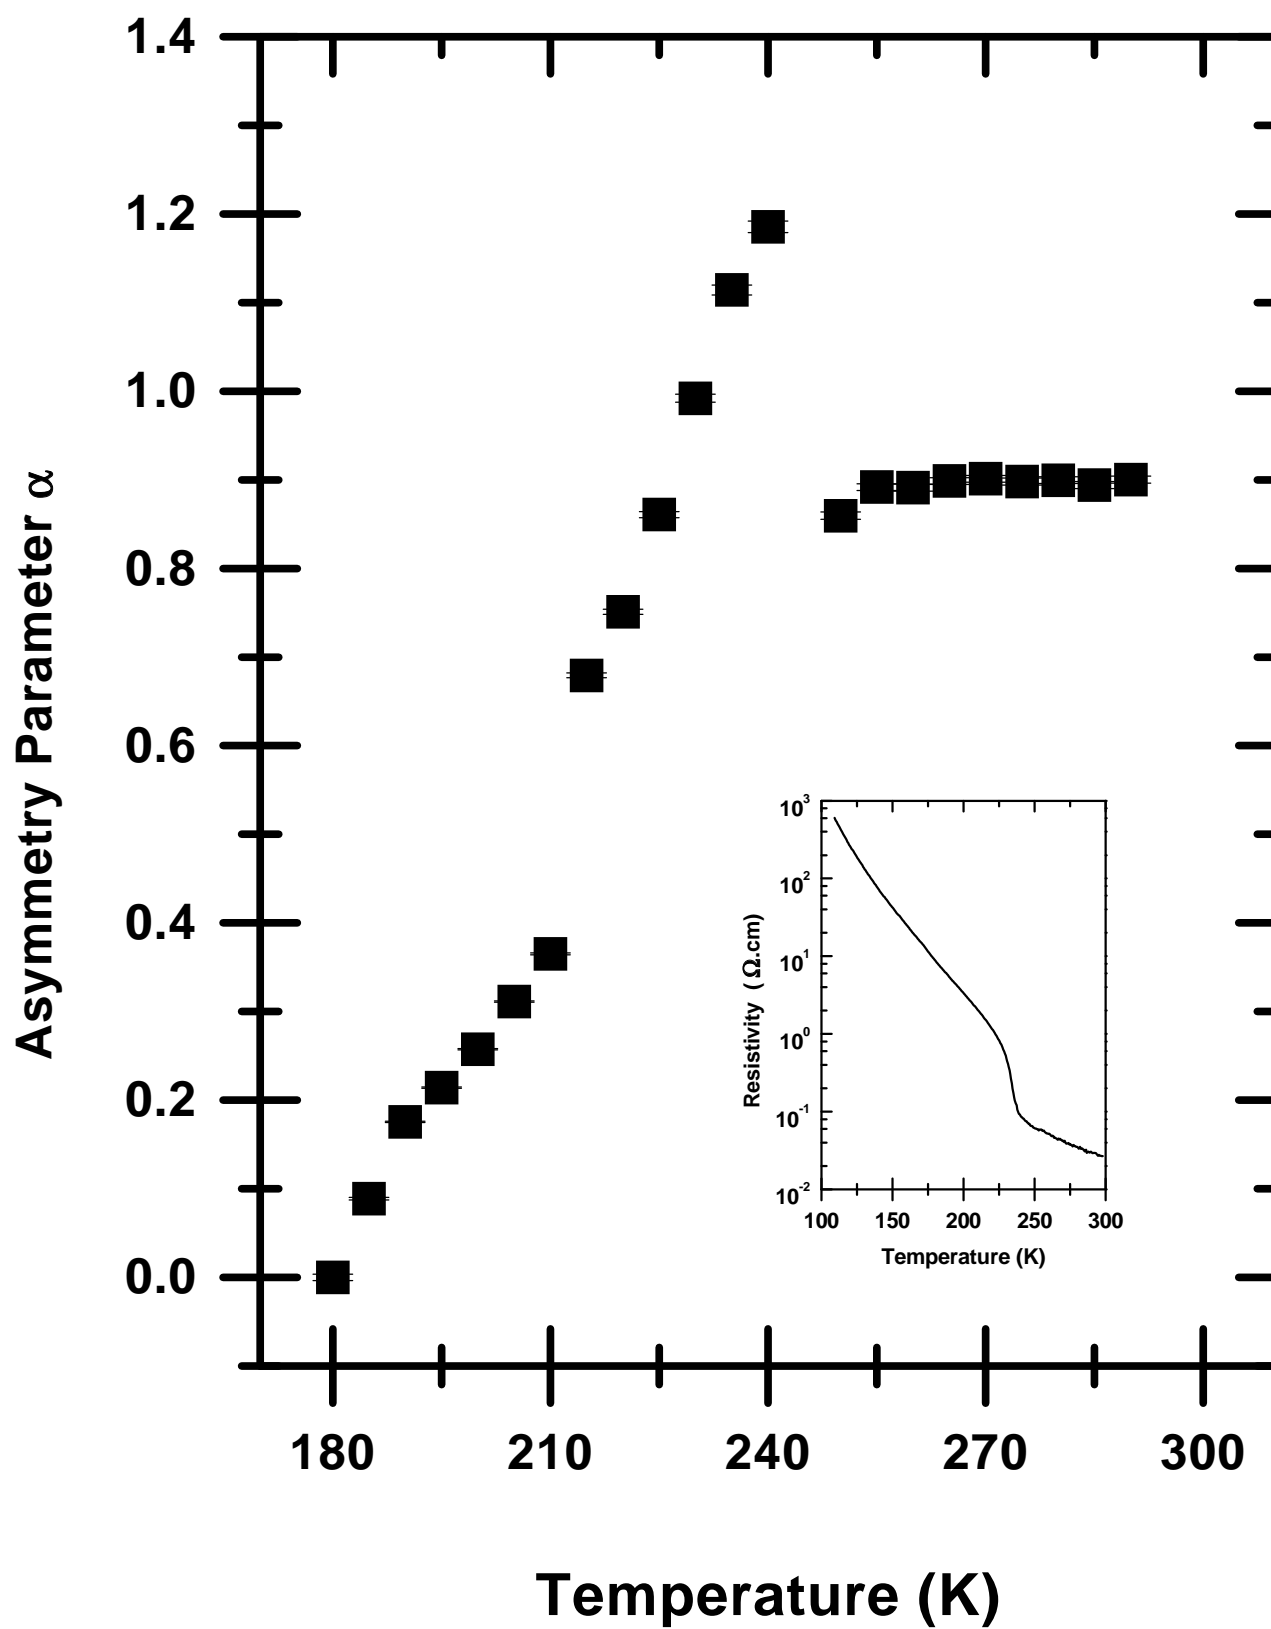 1.4
1.2
1.0
0.8
0.6
0.4
0.2
0.0
Asymmetry Parameter α
180 210 240 270 300
Temperature (K)
10³
10²
10¹
10⁰
10⁻¹
10⁻²
Resistivity (Ω.cm)
100 150 200 250 300
Temperature (K)